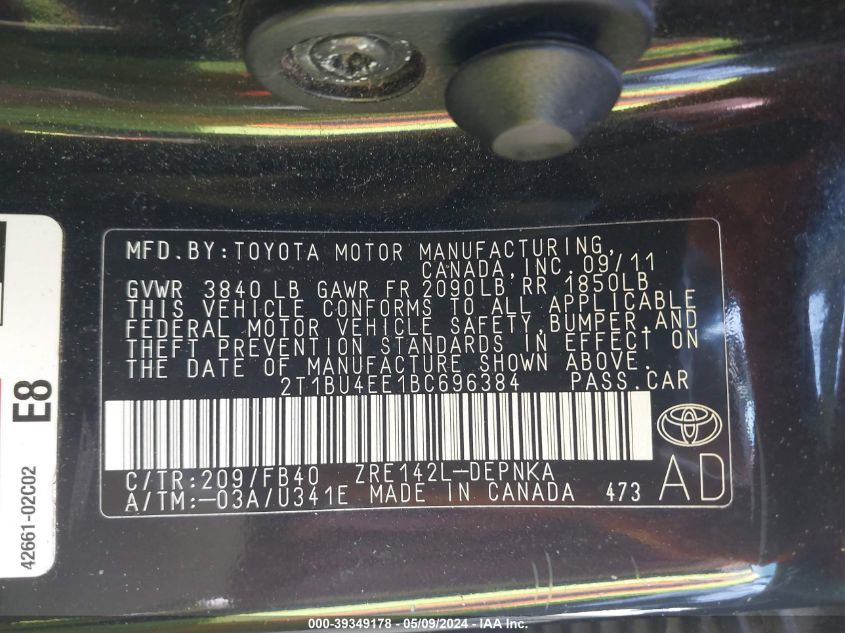 MFD.BY:TOYOTA MOTOR MANUFACTURING,
CANADA,INC.09/11
GVWR 3840 LB GAWR FR 2090LB RR 1850LB
THIS VEHICLE CONFORMS TO ALL APPLICABLE
FEDERAL MOTOR VEHICLE SAFETY,BUMPER,AND
THEFT PREVENTION STANDARDS IN EFFECT ON
THE DATE OF MANUFACTURE SHOWN ABOVE.
2T1BU4EE1BC696384 PASS.CAR
C/TR:209/FB40 ZRE142L-DEPNKA
A/TM:-03A/U341E MADE IN CANADA 473
AD
E8
42661-02C02
000-39349178 - 05/09/2024 - IAA Inc.